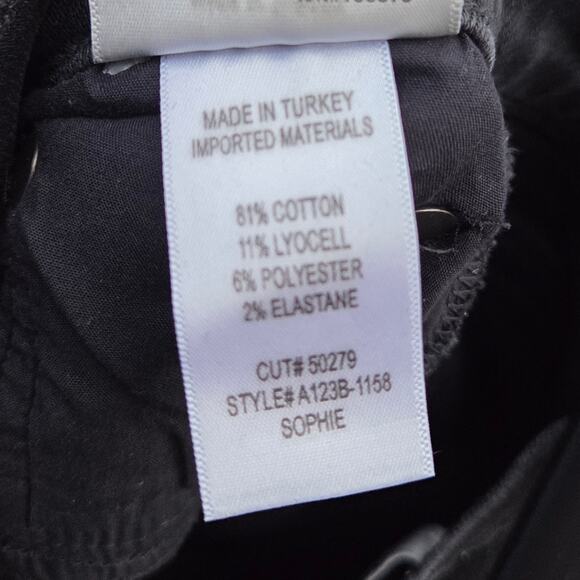 MADE IN TURKEY
IMPORTED MATERIALS
81% COTTON
11% LYOCELL
6% POLYESTER
2% ELASTANE
CUT# 50279
STYLE# A123B-1158
SOPHIE